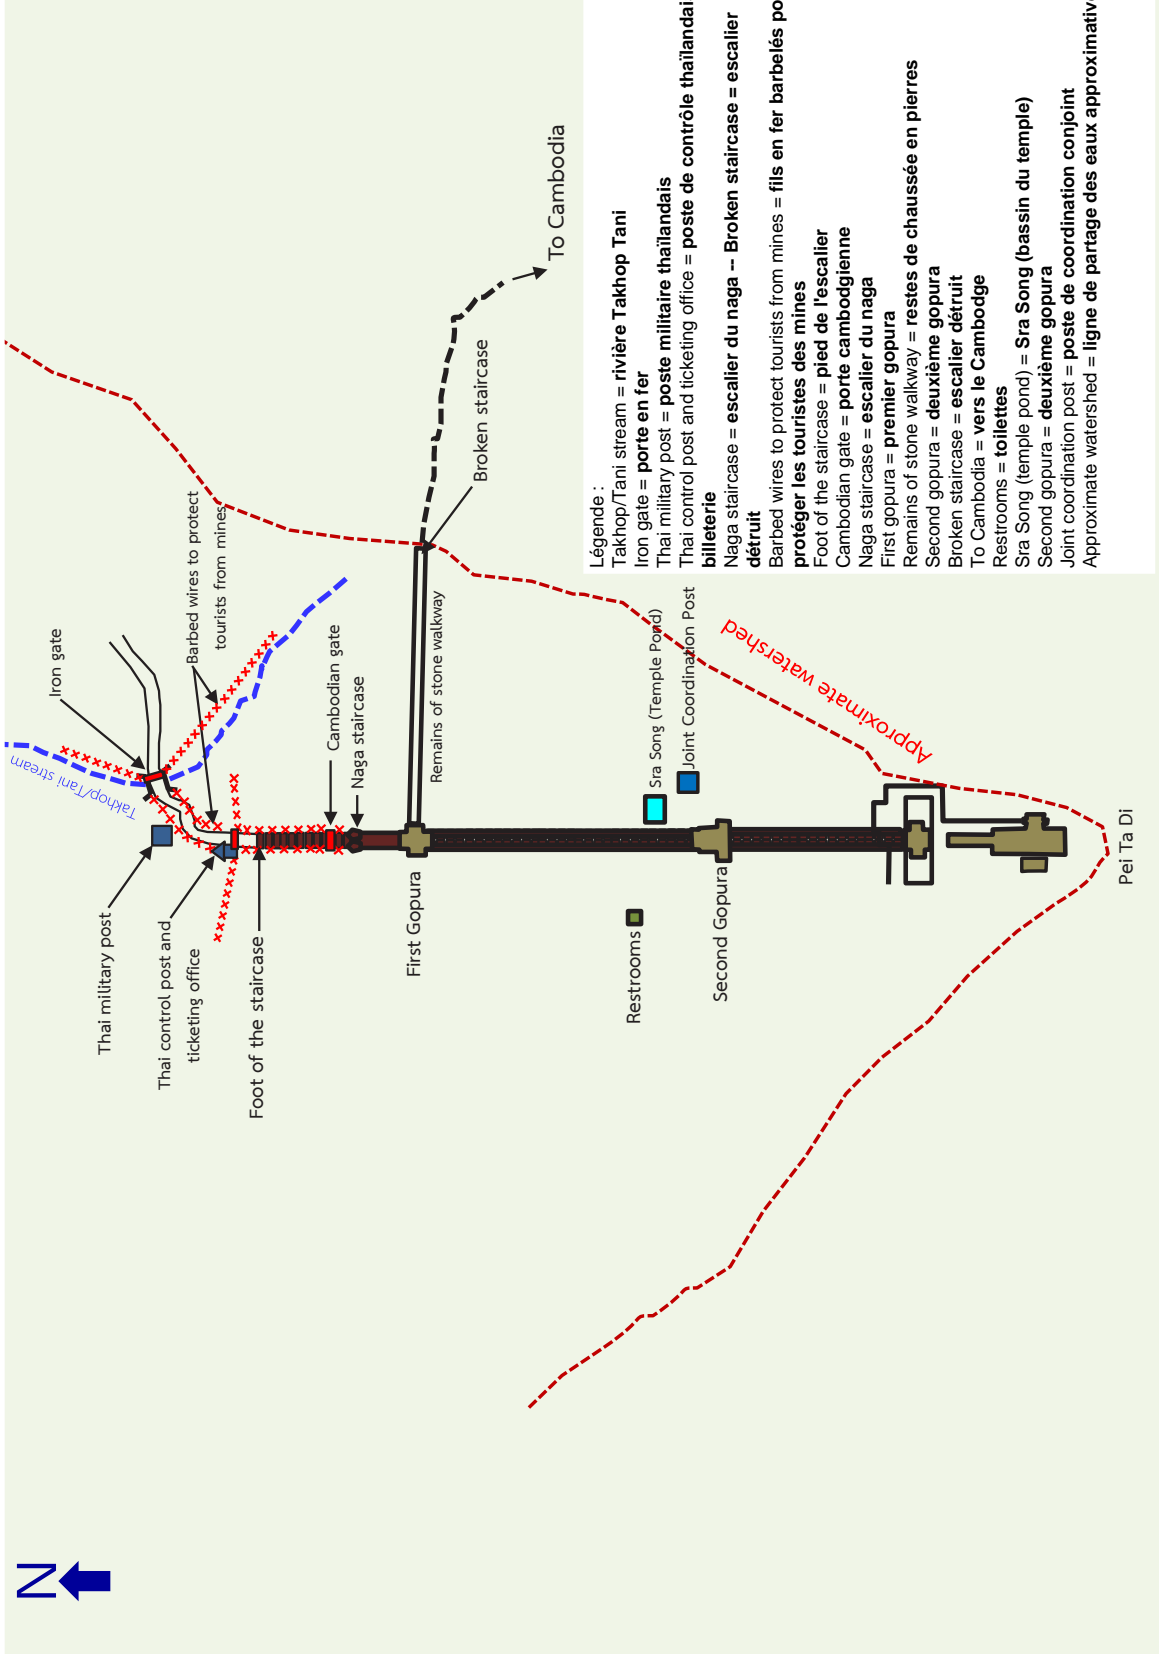 N
Thai military post
Thai control post and
ticketing office
Foot of the staircase
First Gopura
Restrooms
Second Gopura
Pei Ta Di
Takhop/Tani stream
Iron gate
Barbed wires to protect
tourists from mines
Cambodian gate
Naga staircase
Remains of stone walkway
Broken staircase
To Cambodia
Sra Song (Temple Pond)
Joint Coordination Post
Approximate watershed
Légende :
Takhop/Tani stream = rivière Takhop Tani
Iron gate = porte en fer
Thai military post = poste militaire thaïlandais
Thai control post and ticketing office = poste de contrôle thaïlandai
billeterie
Naga staircase = escalier du naga -- Broken staircase = escalier
détruit
Barbed wires to protect tourists from mines = fils en fer barbelés po
protéger les touristes des mines
Foot of the staircase = pied de l'escalier
Cambodian gate = porte cambodgienne
Naga staircase = escalier du naga
First gopura = premier gopura
Remains of stone walkway = restes de chaussée en pierres
Second gopura = deuxième gopura
Broken staircase = escalier détruit
To Cambodia = vers le Cambodge
Restrooms = toilettes
Sra Song (temple pond) = Sra Song (bassin du temple)
Second gopura = deuxième gopura
Joint coordination post = poste de coordination conjoint
Approximate watershed = ligne de partage des eaux approximativ